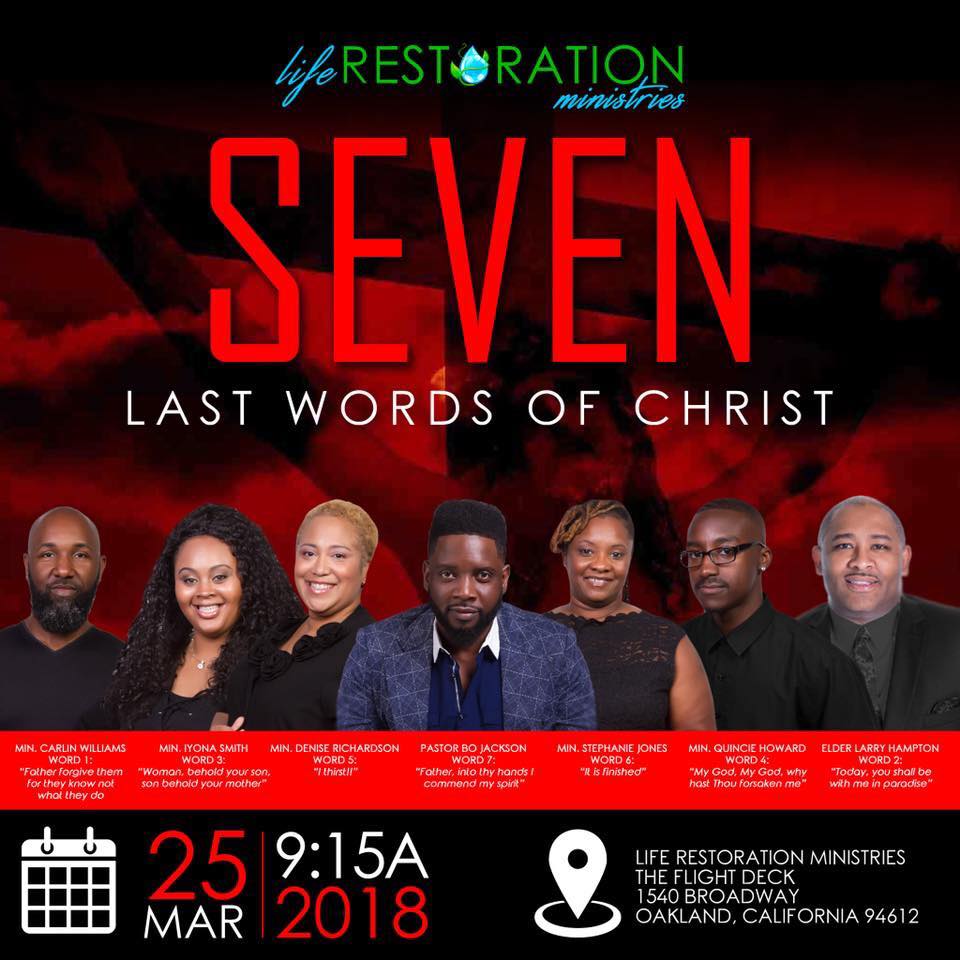 life RESTORATION
ministries
SEVEN
LAST WORDS OF CHRIST
MIN. CARLIN WILLIAMS
WORD 1:
"Father forgive them
for they know not
what they do
MIN. IYONA SMITH
WORD 3:
"Woman, behold your son,
son behold your mother"
MIN. DENISE RICHARDSON
WORD 5:
"I thirst!!"
PASTOR BO JACKSON
WORD 7:
"Father, into thy hands I
commend my spirit"
MIN. STEPHANIE JONES
WORD 6:
"It is finished"
MIN. QUINCIE HOWARD
WORD 4:
"My God, My God, why
hast Thou forsaken me"
ELDER LARRY HAMPTON
WORD 2:
"Today, you shall be
with me in paradise"
25
MAR
9:15A
2018
LIFE RESTORATION MINISTRIES
THE FLIGHT DECK
1540 BROADWAY
OAKLAND, CALIFORNIA 94612